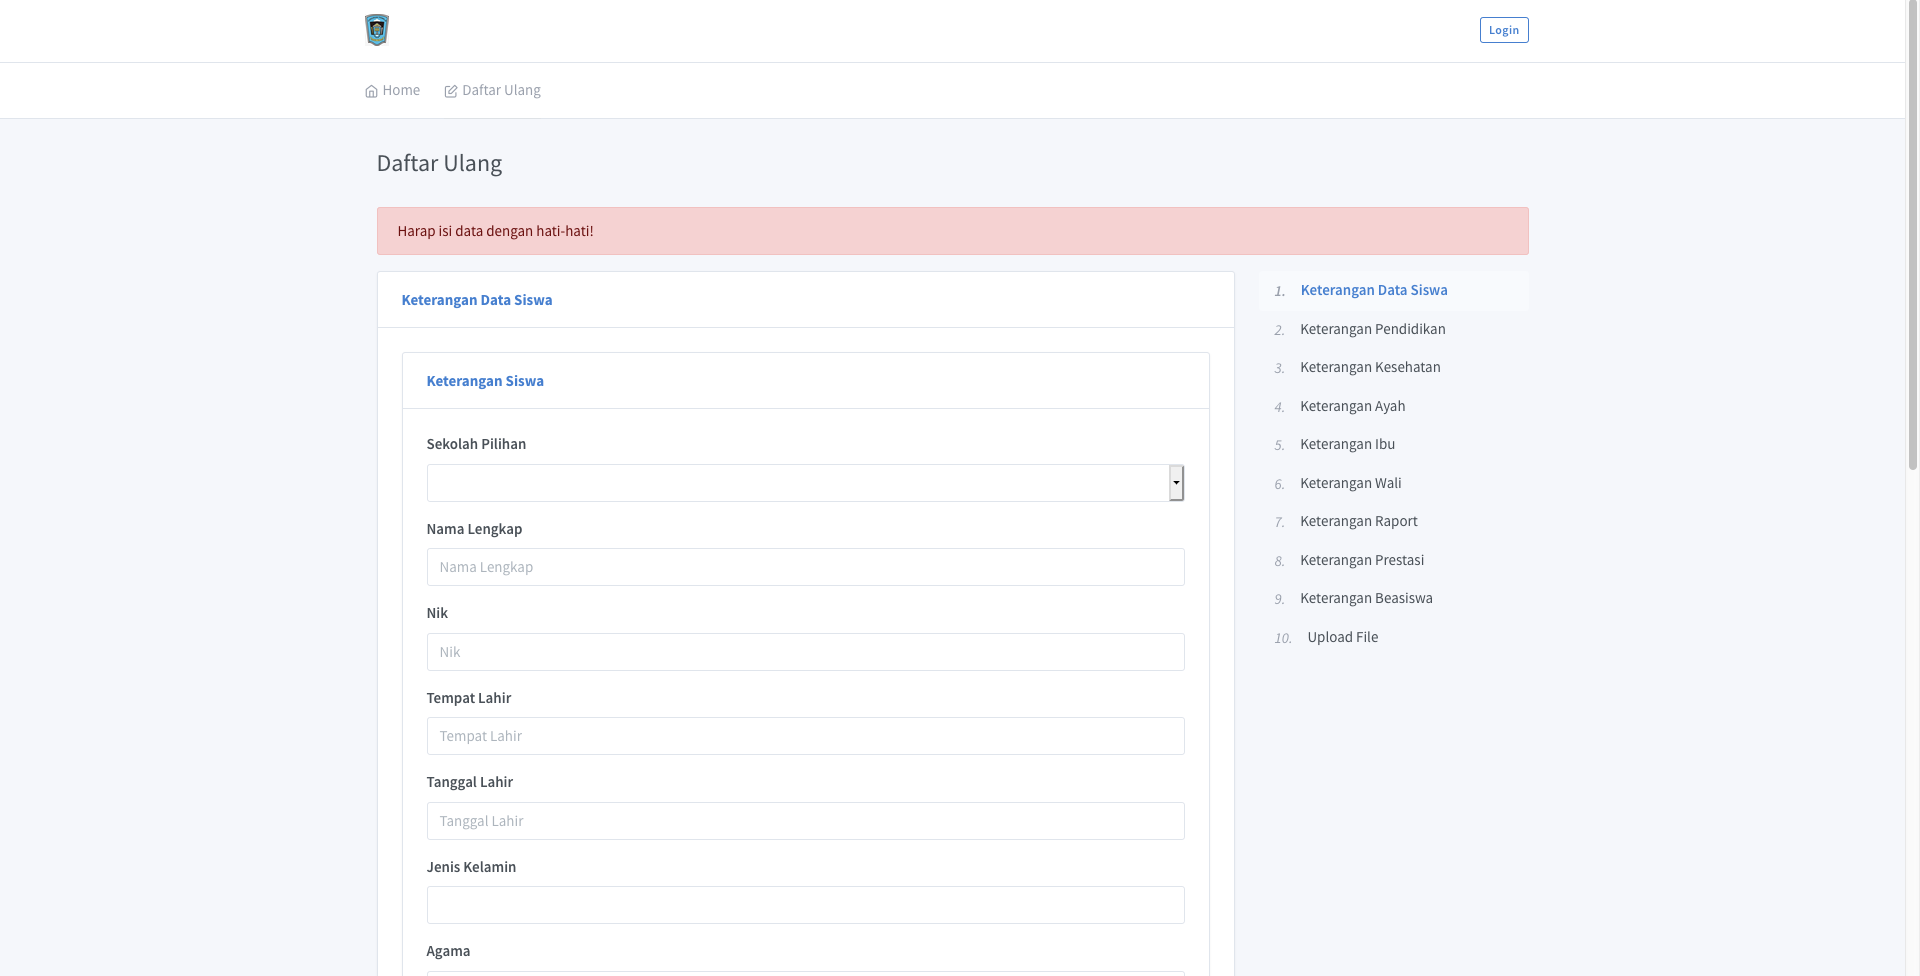 Login
Home
Daftar Ulang
Daftar Ulang
Harap isi data dengan hati-hati!
Keterangan Data Siswa
Keterangan Siswa
Sekolah Pilihan
Nama Lengkap
Nama Lengkap
Nik
Nik
Tempat Lahir
Tempat Lahir
Tanggal Lahir
Tanggal Lahir
Jenis Kelamin
Agama
1. Keterangan Data Siswa
2. Keterangan Pendidikan
3. Keterangan Kesehatan
4. Keterangan Ayah
5. Keterangan Ibu
6. Keterangan Wali
7. Keterangan Raport
8. Keterangan Prestasi
9. Keterangan Beasiswa
10. Upload File